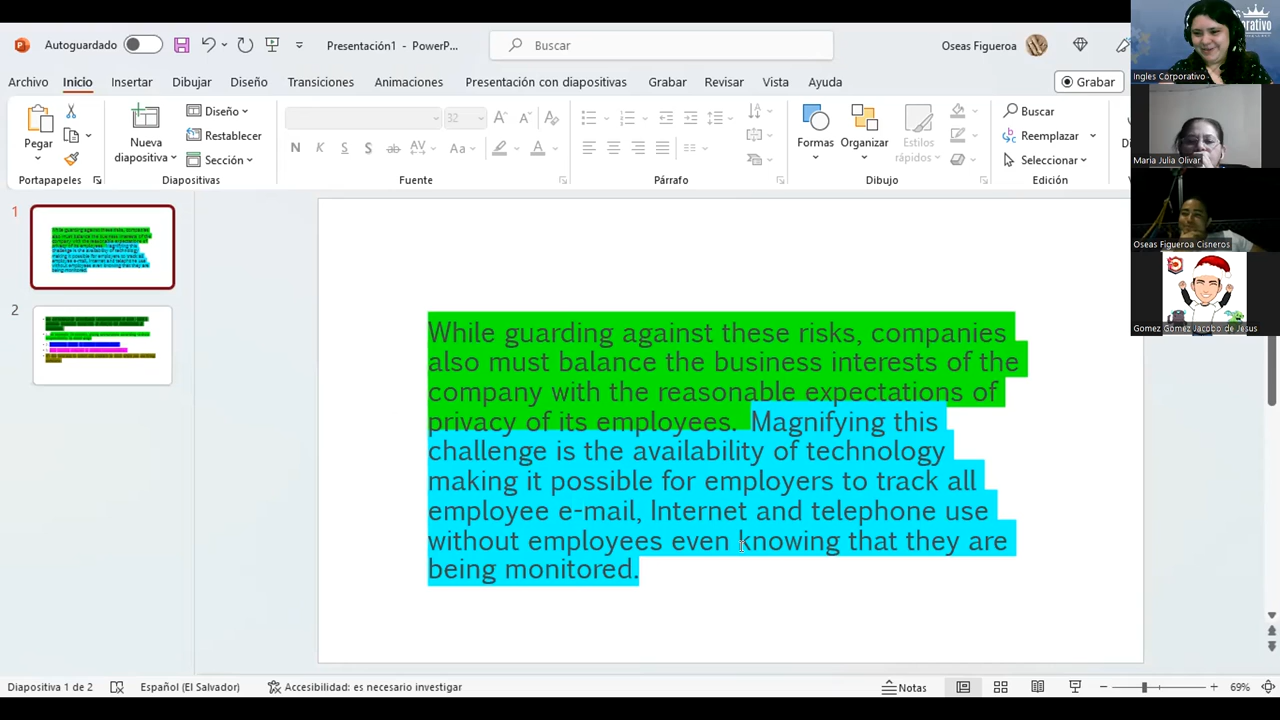 Autoguardado
Presentación1 - PowerP...
Buscar
Oseas Figueroa
Archivo Inicio Insertar Dibujar Diseño Transiciones Animaciones Presentación con diapositivas Grabar Revisar Vista Ayuda
Grabar
Pegar
Nueva
diapositiva
Diseño
Restablecer
Sección
32
Formas
Organizar
Estilos
rápidos
Buscar
Reemplazar
Seleccionar
Portapapeles
Diapositivas
Fuente
Párrafo
Dibujo
Edición
1
2
While guarding against these risks, companies
also must balance the business interests of the
company with the reasonable expectations of
privacy of its employees. Magnifying this
challenge is the availability of technology
making it possible for employers to track all
employee e-mail, Internet and telephone use
without employees even knowing that they are
being monitored.
Ingles Corporativo
Maria Julia Olivar
Oseas Figueroa Cisneros
Gomez Gomez Jacobo de Jesus
Diapositiva 1 de 2
Español (El Salvador)
Accesibilidad: es necesario investigar
Notas
69%